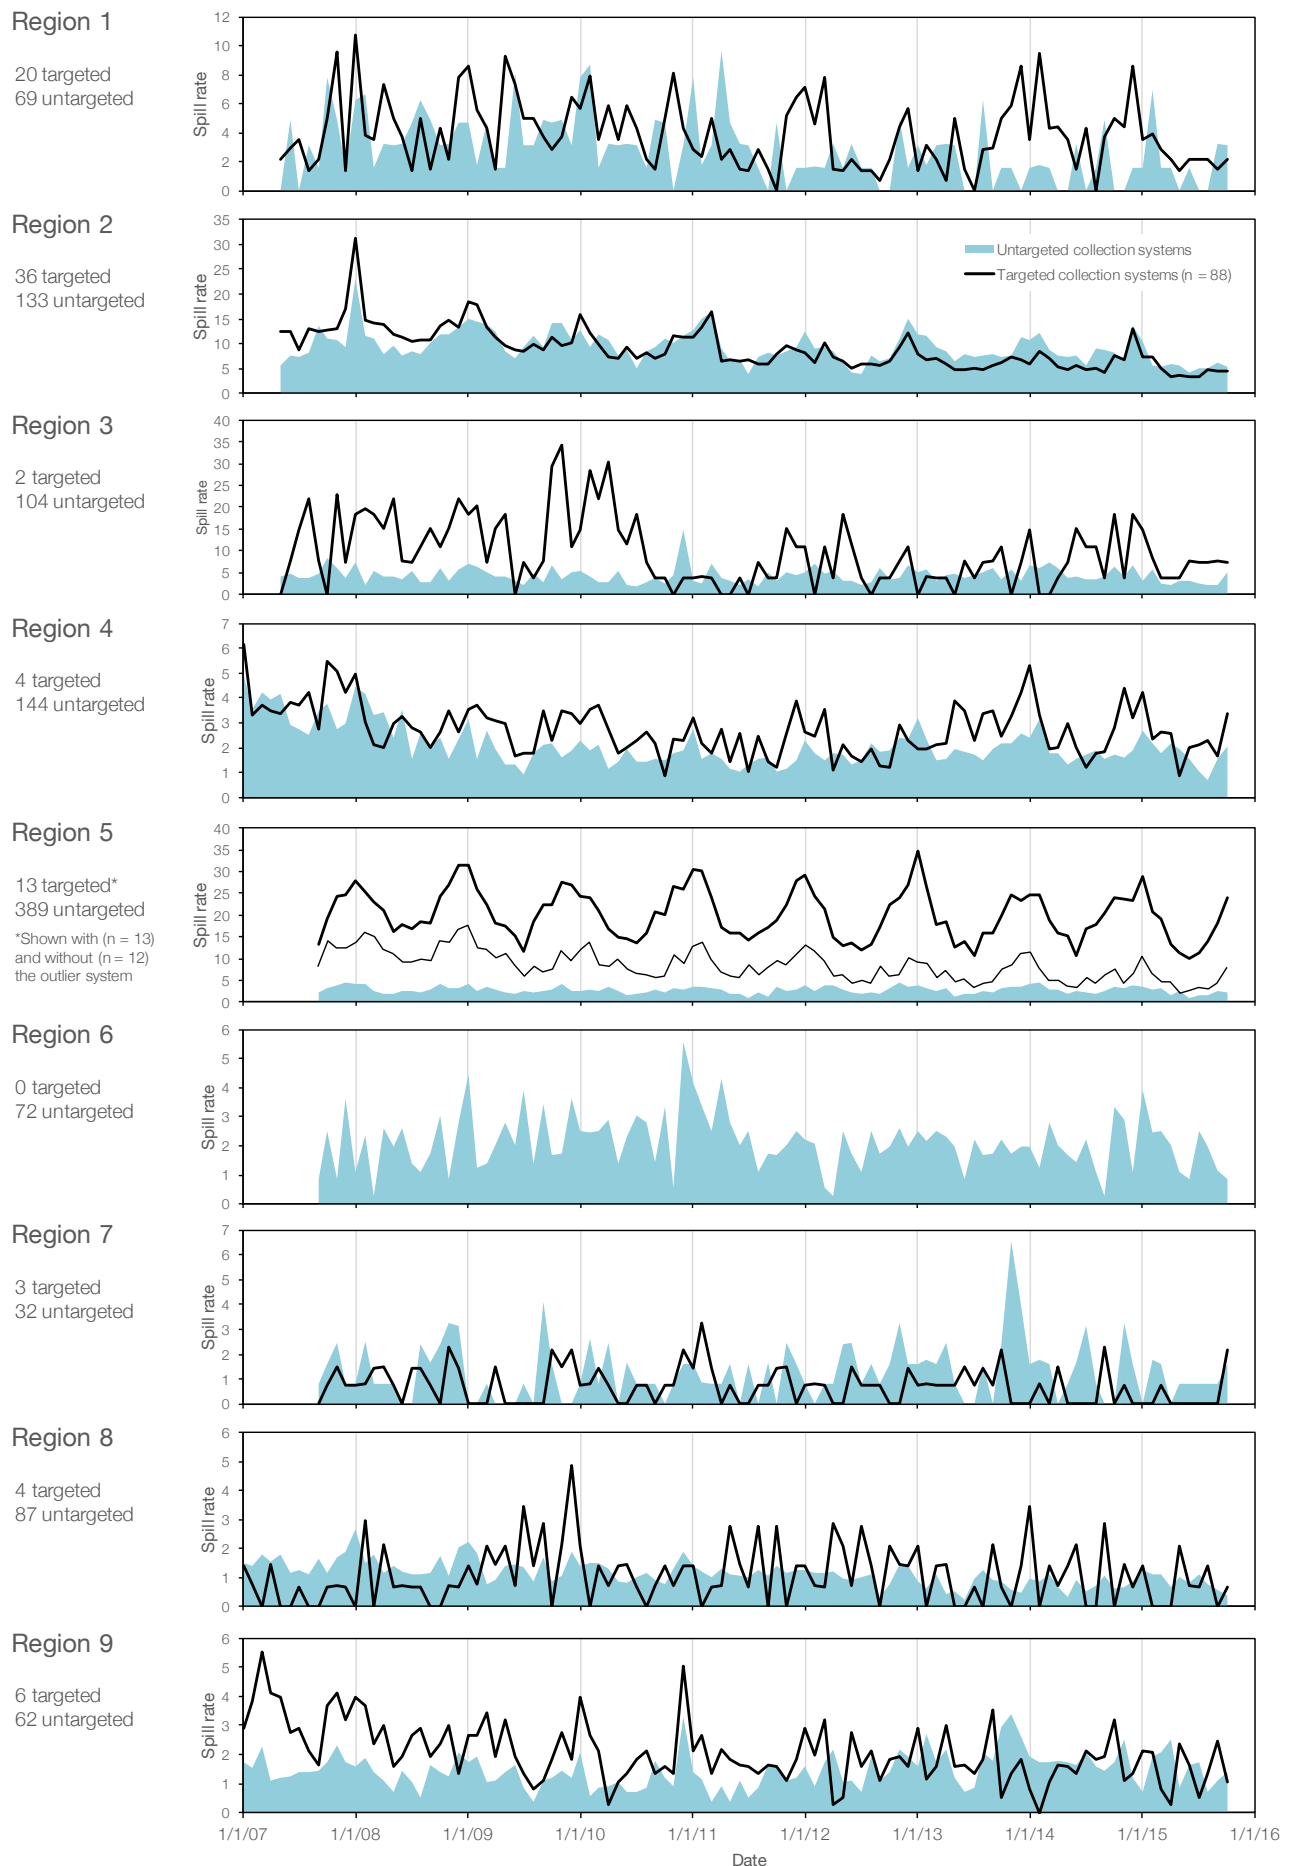 Region 1
20 targeted
69 untargeted
Spill rate
12
10
8
6
4
2
0
Region 2
36 targeted
133 untargeted
Spill rate
35
30
25
20
15
10
5
0
Untargeted collection systems
Targeted collection systems (n = 88)
Region 3
2 targeted
104 untargeted
Spill rate
40
35
30
25
20
15
10
5
0
Region 4
4 targeted
144 untargeted
Spill rate
7
6
5
4
3
2
1
0
Region 5
13 targeted*
389 untargeted
*Shown with (n = 13)
and without (n = 12)
the outlier system
Spill rate
40
35
30
25
20
15
10
5
0
Region 6
0 targeted
72 untargeted
Spill rate
6
5
4
3
2
1
0
Region 7
3 targeted
32 untargeted
Spill rate
7
6
5
4
3
2
1
0
Region 8
4 targeted
87 untargeted
Spill rate
6
5
4
3
2
1
0
Region 9
6 targeted
62 untargeted
Spill rate
6
5
4
3
2
1
0
1/1/07 1/1/08 1/1/09 1/1/10 1/1/11 1/1/12 1/1/13 1/1/14 1/1/15 1/1/16
Date